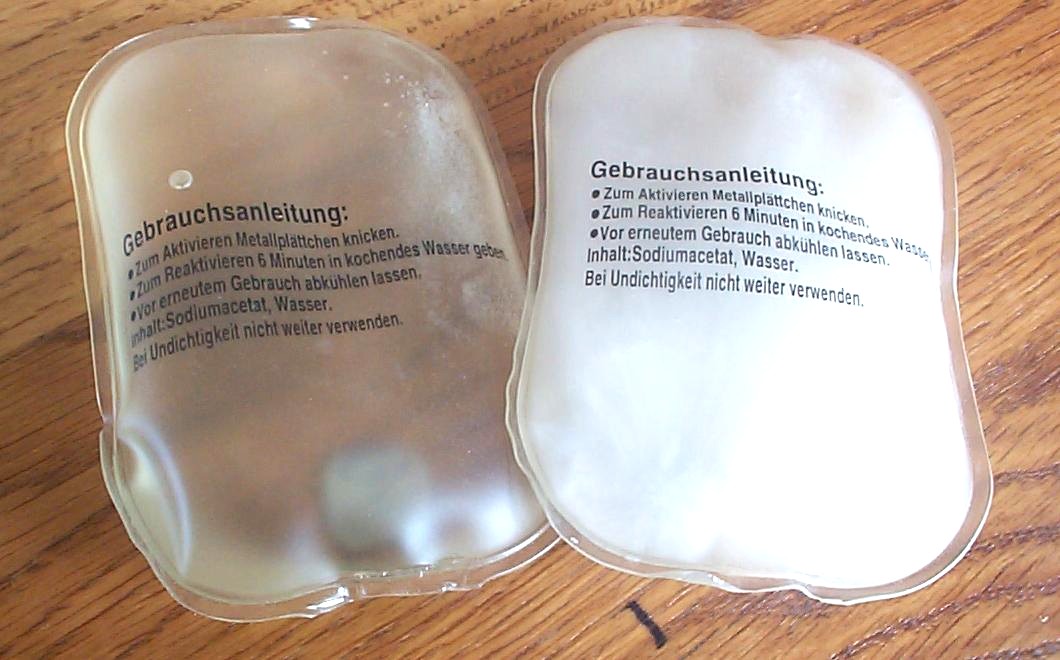 Gebrauchsanleitung:
•Zum Aktivieren Metallplättchen knicken.
•Zum Reaktivieren 6 Minuten in kochendes Wasser geben.
•Vor erneutem Gebrauch abkühlen lassen.
Inhalt:Sodiumacetat, Wasser.
Bei Undichtigkeit nicht weiter verwenden.
Gebrauchsanleitung:
•Zum Aktivieren Metallplättchen knicken.
•Zum Reaktivieren 6 Minuten in kochendes Wasser
•Vor erneutem Gebrauch abkühlen lassen.
Inhalt:Sodiumacetat, Wasser.
Bei Undichtigkeit nicht weiter verwenden.